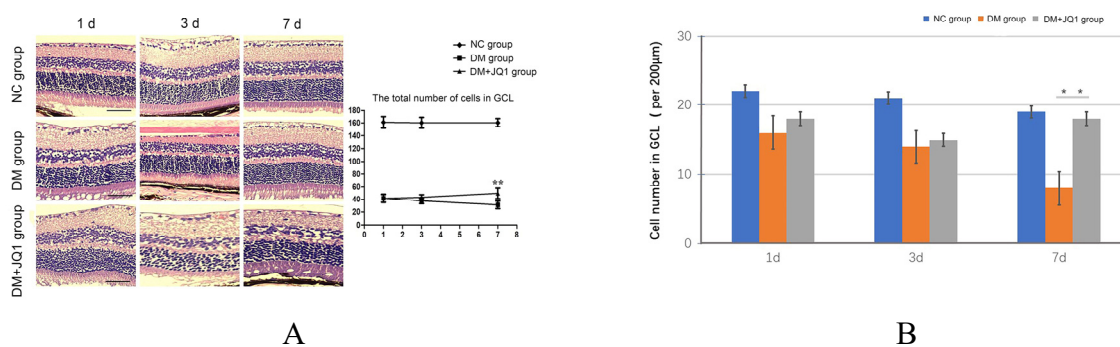 1 d
3 d
7 d
NC group
DM group
DM+JQ1 group
NC group
DM group
DM+JQ1 group
The total number of cells in GCL
180
160
140
120
100
80
60
40
20
0
**
0 1 2 3 4 5 6 7 8
A
NC group DM group DM+JQ1 group
Cell number in GCL ( per 200μm)
30
20
10
0
* *
1d
3d
7d
B